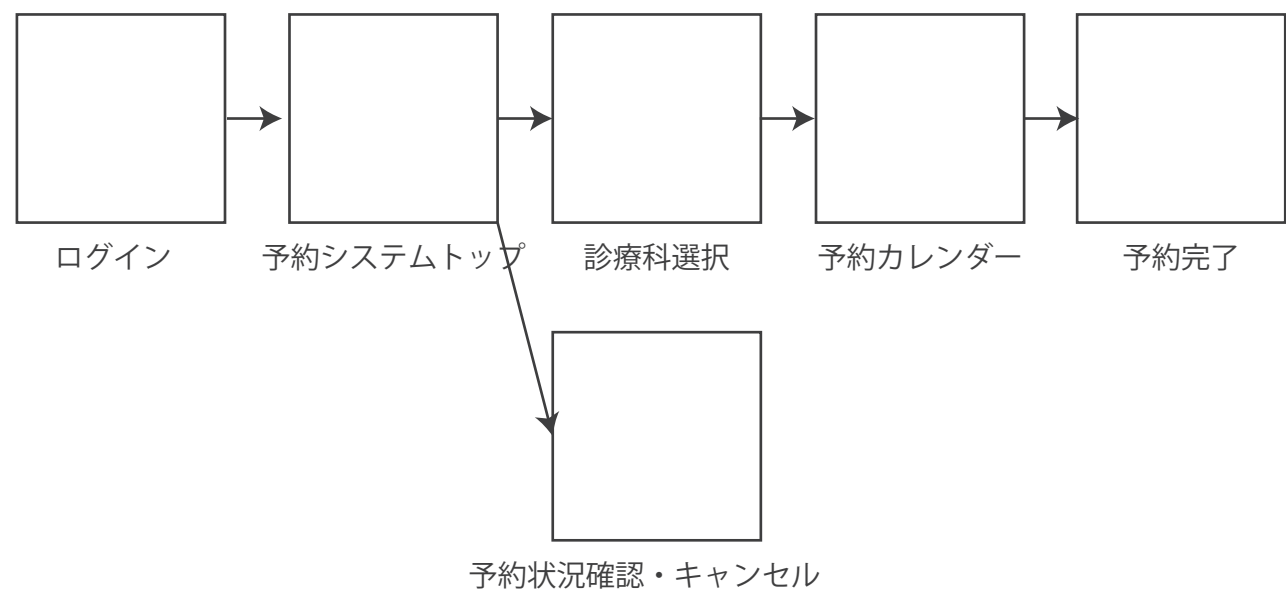 ログイン
予約システムトップ
診療科選択
予約カレンダー
予約完了
予約状況確認・キャンセル